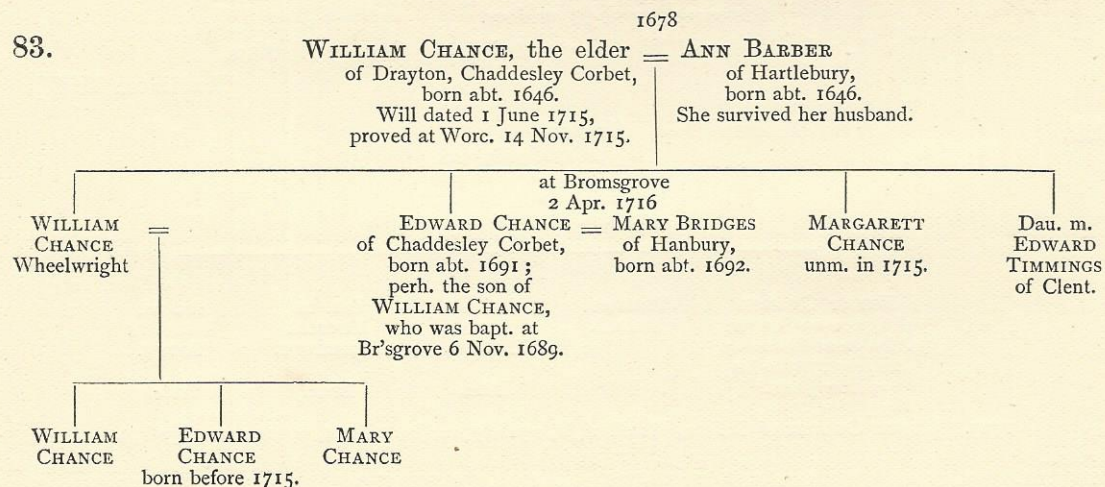 83.
1678
WILLIAM CHANCE, the elder = ANN BARBER
of Drayton, Chaddesley Corbet,
born abt. 1646.
Will dated 1 June 1715,
proved at Worc. 14 Nov. 1715.
of Hartlebury,
born abt. 1646.
She survived her husband.
WILLIAM
CHANCE
Wheelwright
=
at Bromsgrove
2 Apr. 1716
EDWARD CHANCE = MARY BRIDGES
of Chaddesley Corbet,
born abt. 1691 ;
perh. the son of
WILLIAM CHANCE,
who was bapt. at
Br'sgrove 6 Nov. 1689.
of Hanbury,
born abt. 1692.
MARGARETT
CHANCE
unm. in 1715.
Dau. m.
EDWARD
TIMMINGS
of Clent.
WILLIAM
CHANCE
EDWARD
CHANCE
born before 1715.
MARY
CHANCE